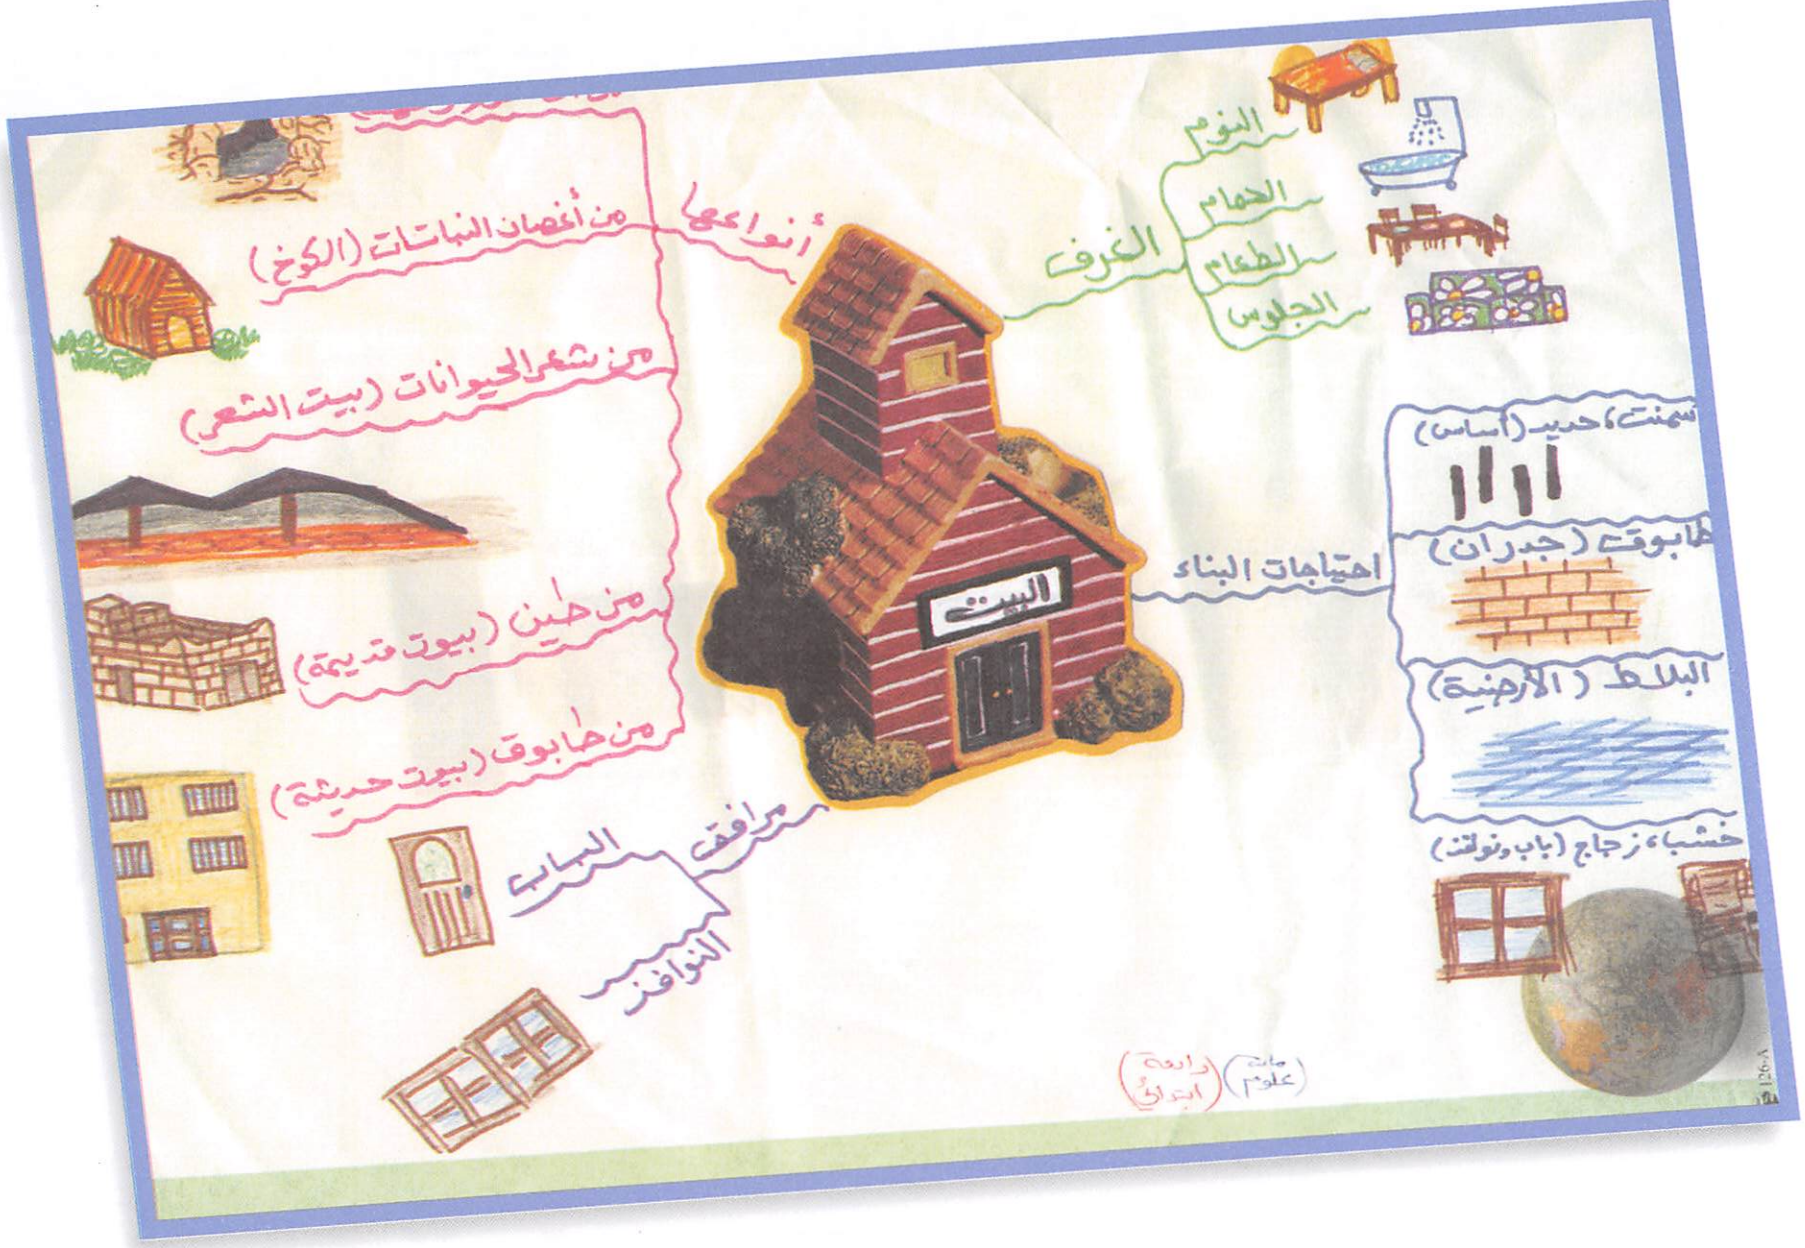 البيت
الغرف
النوم
الحمام
الطعام
الجلوس
احتياجات البناء
سمنت، حديد (أساس)
طابوق (جدران)
البلاط (الأرضية)
خشب، زجاج (باب ونوافذ)
أنواعها
من أغصان النباتات (الكوخ)
من شعر الحيوانات (بيت الشعر)
من طين (بيوت قديمة)
من طابوق (بيوت حديثة)
مرافق
الباب
النوافذ
علوم
رابعة
ابتدائي
126-A